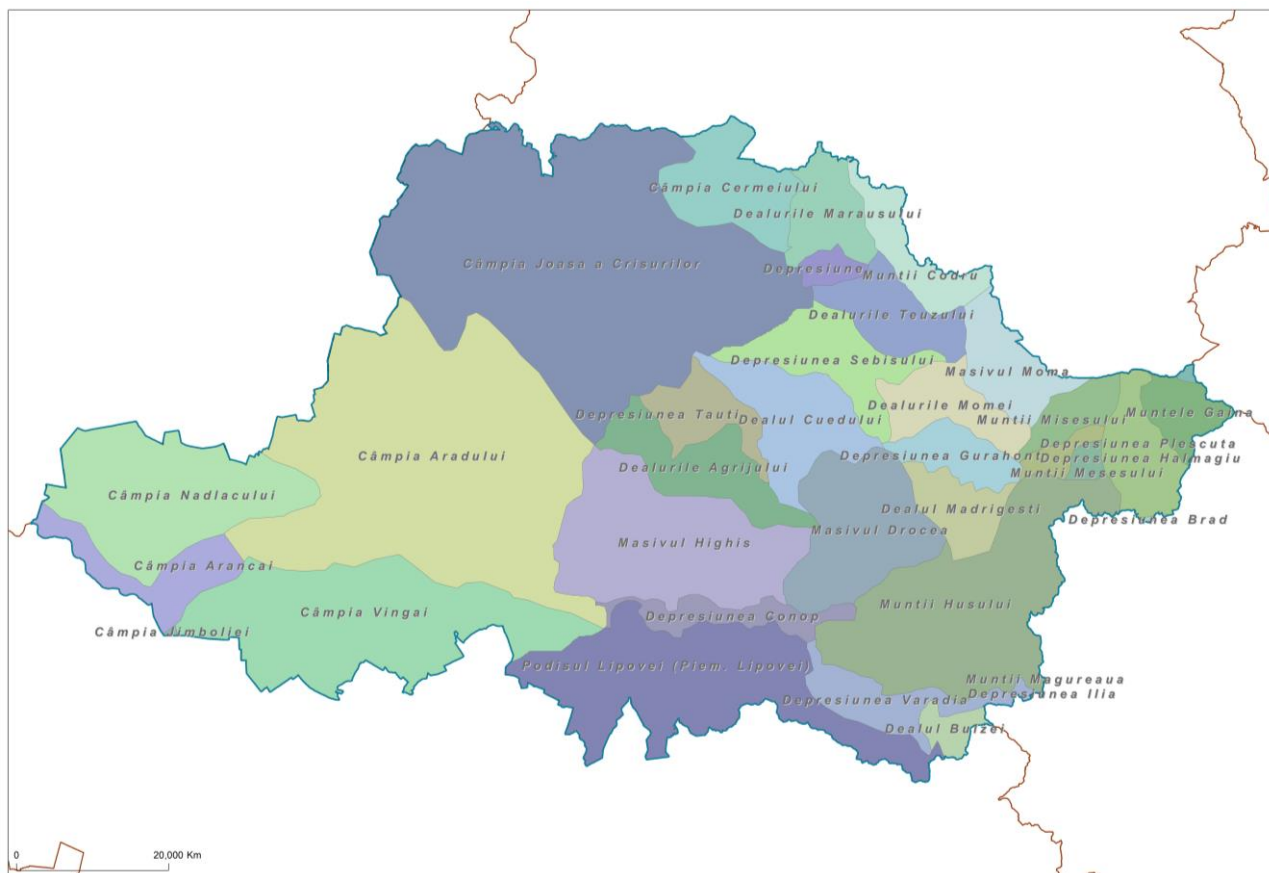 Câmpia Cermeiului
Dealurile Marausului
Câmpia Joasa a Crisurilor
Depresiune
Muntii Codru
Dealurile Teuzului
Depresiunea Sebisului
Masivul Moma
Depresiunea Tauti
Dealul Cuedului
Dealurile Momei
Muntii Misesului
Muntele Gaina
Câmpia Aradului
Dealurile Agrijului
Depresiunea Gurahont
Depresiunea Plescuta
Depresiunea Halmagiu
Muntii Mesesului
Câmpia Nadlacului
Dealul Madrigesti
Depresiunea Brad
Masivul Highis
Masivul Drocea
Câmpia Arancai
Câmpia Vingai
Muntii Husului
Depresiunea Conop
Câmpia Jimboliei
Podisul Lipovei (Piem. Lipovei)
Muntii Magureaua
Depresiunea Ilia
Depresiunea Varadia
Dealul Bulzei
0 20,000 Km